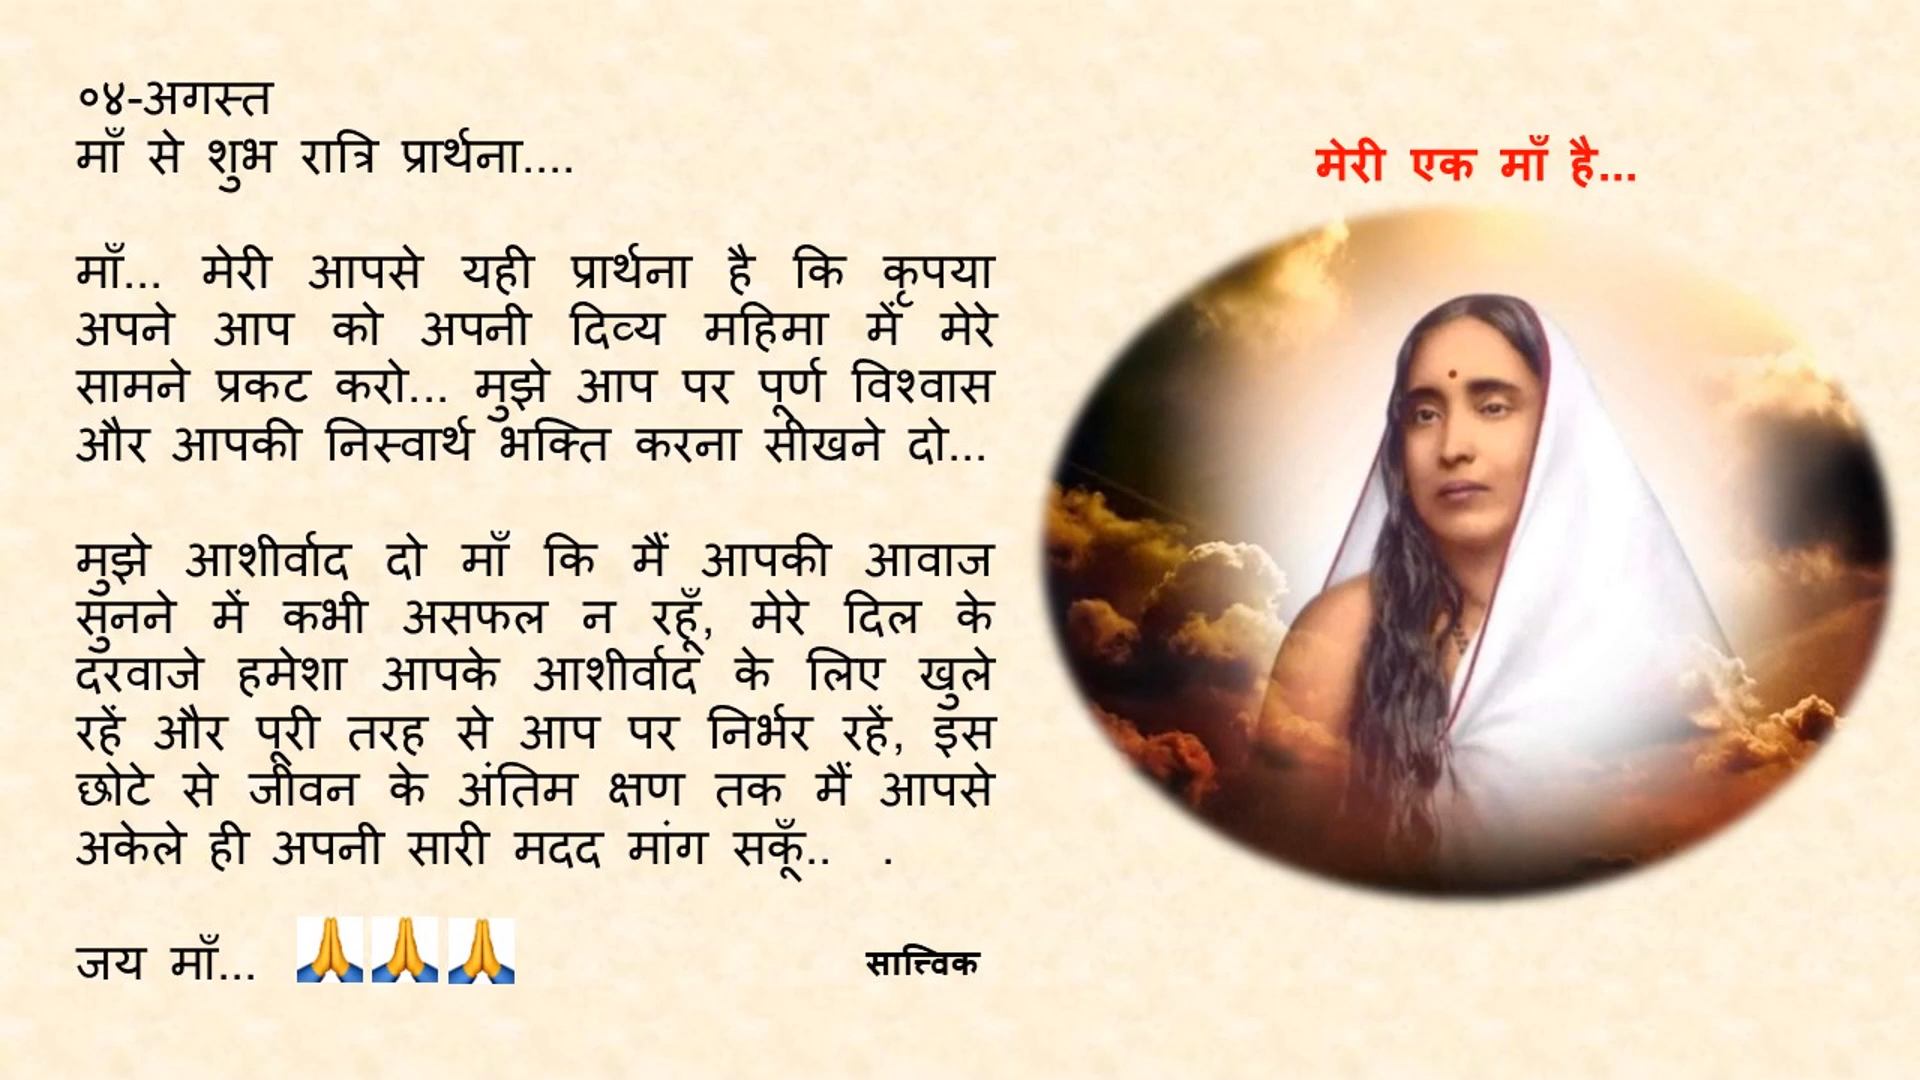 ०४-अगस्त
माँ से शुभ रात्रि प्रार्थना....
मेरी एक माँ है...
माँ... मेरी आपसे यही प्रार्थना है कि कृपया
अपने आप को अपनी दिव्य महिमा में मेरे
सामने प्रकट करो... मुझे आप पर पूर्ण विश्वास
और आपकी निस्वार्थ भक्ति करना सीखने दो...
मुझे आशीर्वाद दो माँ कि मैं आपकी आवाज
सुनने में कभी असफल न रहूँ, मेरे दिल के
दरवाजे हमेशा आपके आशीर्वाद के लिए खुले
रहें और पूरी तरह से आप पर निर्भर रहें, इस
छोटे से जीवन के अंतिम क्षण तक मैं आपसे
अकेले ही अपनी सारी मदद मांग सकूँ.. .
जय माँ... 🙏🙏🙏
सात्त्विक